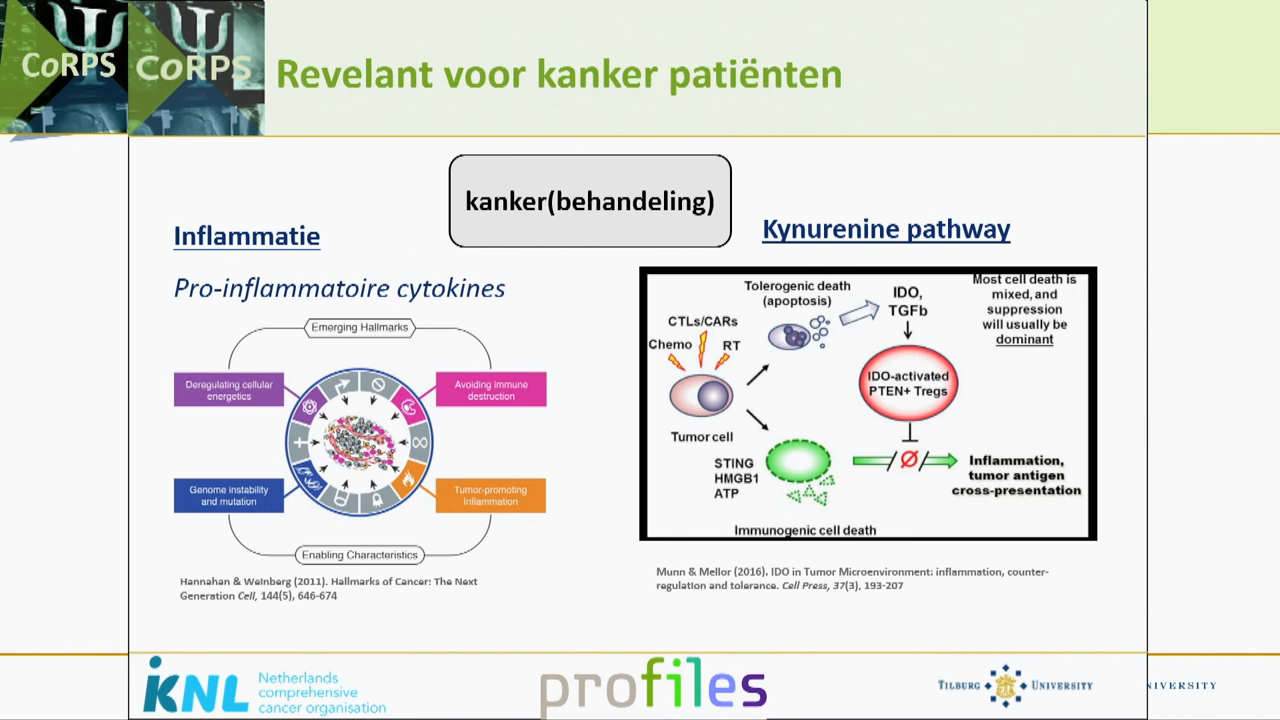 CoRPS
CoRPS
Revelant voor kanker patiënten
kanker(behandeling)
Inflammatie
Pro-inflammatoire cytokines
Emerging Hallmarks
Deregulating cellular
energetics
Avoiding immune
destruction
Genome instability
and mutation
Tumor-promoting
Inflammation
Enabling Characteristics
Hannahan & Weinberg (2011). Hallmarks of Cancer: The Next
Generation Cell, 144(5), 646-674
Kynurenine pathway
Tolerogenic death
(apoptosis)
IDO,
TGFb
Most cell death is
mixed, and
suppression
will usually be
dominant
CTLs/CARs
Chemo
RT
IDO-activated
PTEN+ Tregs
Tumor cell
STING
HMGB1
ATP
Inflammation,
tumor antigen
cross-presentation
Immunogenic cell death
Munn & Mellor (2016). IDO in Tumor Microenvironment: inflammation, counter-
regulation and tolerance. Cell Press, 37(3), 193-207
iKNL
Netherlands
comprehensive
cancer organisation
profiles
TILBURG UNIVERSITY
NIVERSITY